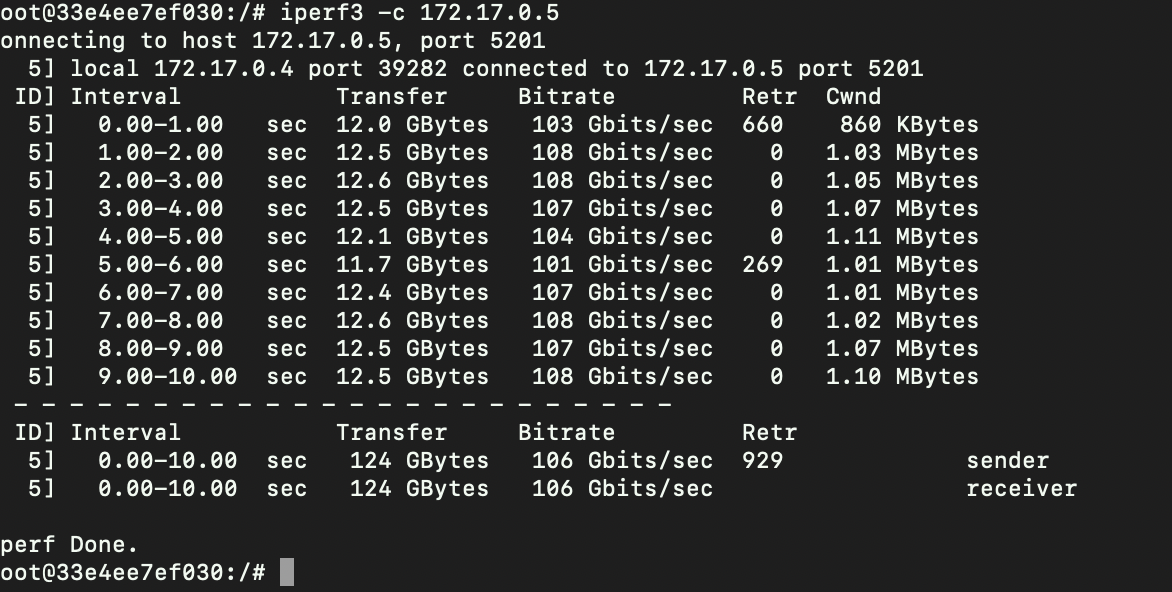 oot@33e4ee7ef030:/# iperf3 -c 172.17.0.5
onnecting to host 172.17.0.5, port 5201
  5] local 172.17.0.4 port 39282 connected to 172.17.0.5 port 5201
 ID] Interval           Transfer     Bitrate         Retr  Cwnd
  5]   0.00-1.00   sec  12.0 GBytes   103 Gbits/sec  660    860 KBytes
  5]   1.00-2.00   sec  12.5 GBytes   108 Gbits/sec    0   1.03 MBytes
  5]   2.00-3.00   sec  12.6 GBytes   108 Gbits/sec    0   1.05 MBytes
  5]   3.00-4.00   sec  12.5 GBytes   107 Gbits/sec    0   1.07 MBytes
  5]   4.00-5.00   sec  12.1 GBytes   104 Gbits/sec    0   1.11 MBytes
  5]   5.00-6.00   sec  11.7 GBytes   101 Gbits/sec  269   1.01 MBytes
  5]   6.00-7.00   sec  12.4 GBytes   107 Gbits/sec    0   1.01 MBytes
  5]   7.00-8.00   sec  12.6 GBytes   108 Gbits/sec    0   1.02 MBytes
  5]   8.00-9.00   sec  12.5 GBytes   107 Gbits/sec    0   1.07 MBytes
  5]   9.00-10.00  sec  12.5 GBytes   108 Gbits/sec    0   1.10 MBytes
 - - - - - - - - - - - - - - - - - - - - - - - -
 ID] Interval           Transfer     Bitrate         Retr
  5]   0.00-10.00  sec   124 GBytes   106 Gbits/sec  929             sender
  5]   0.00-10.00  sec   124 GBytes   106 Gbits/sec                  receiver

perf Done.
oot@33e4ee7ef030:/#